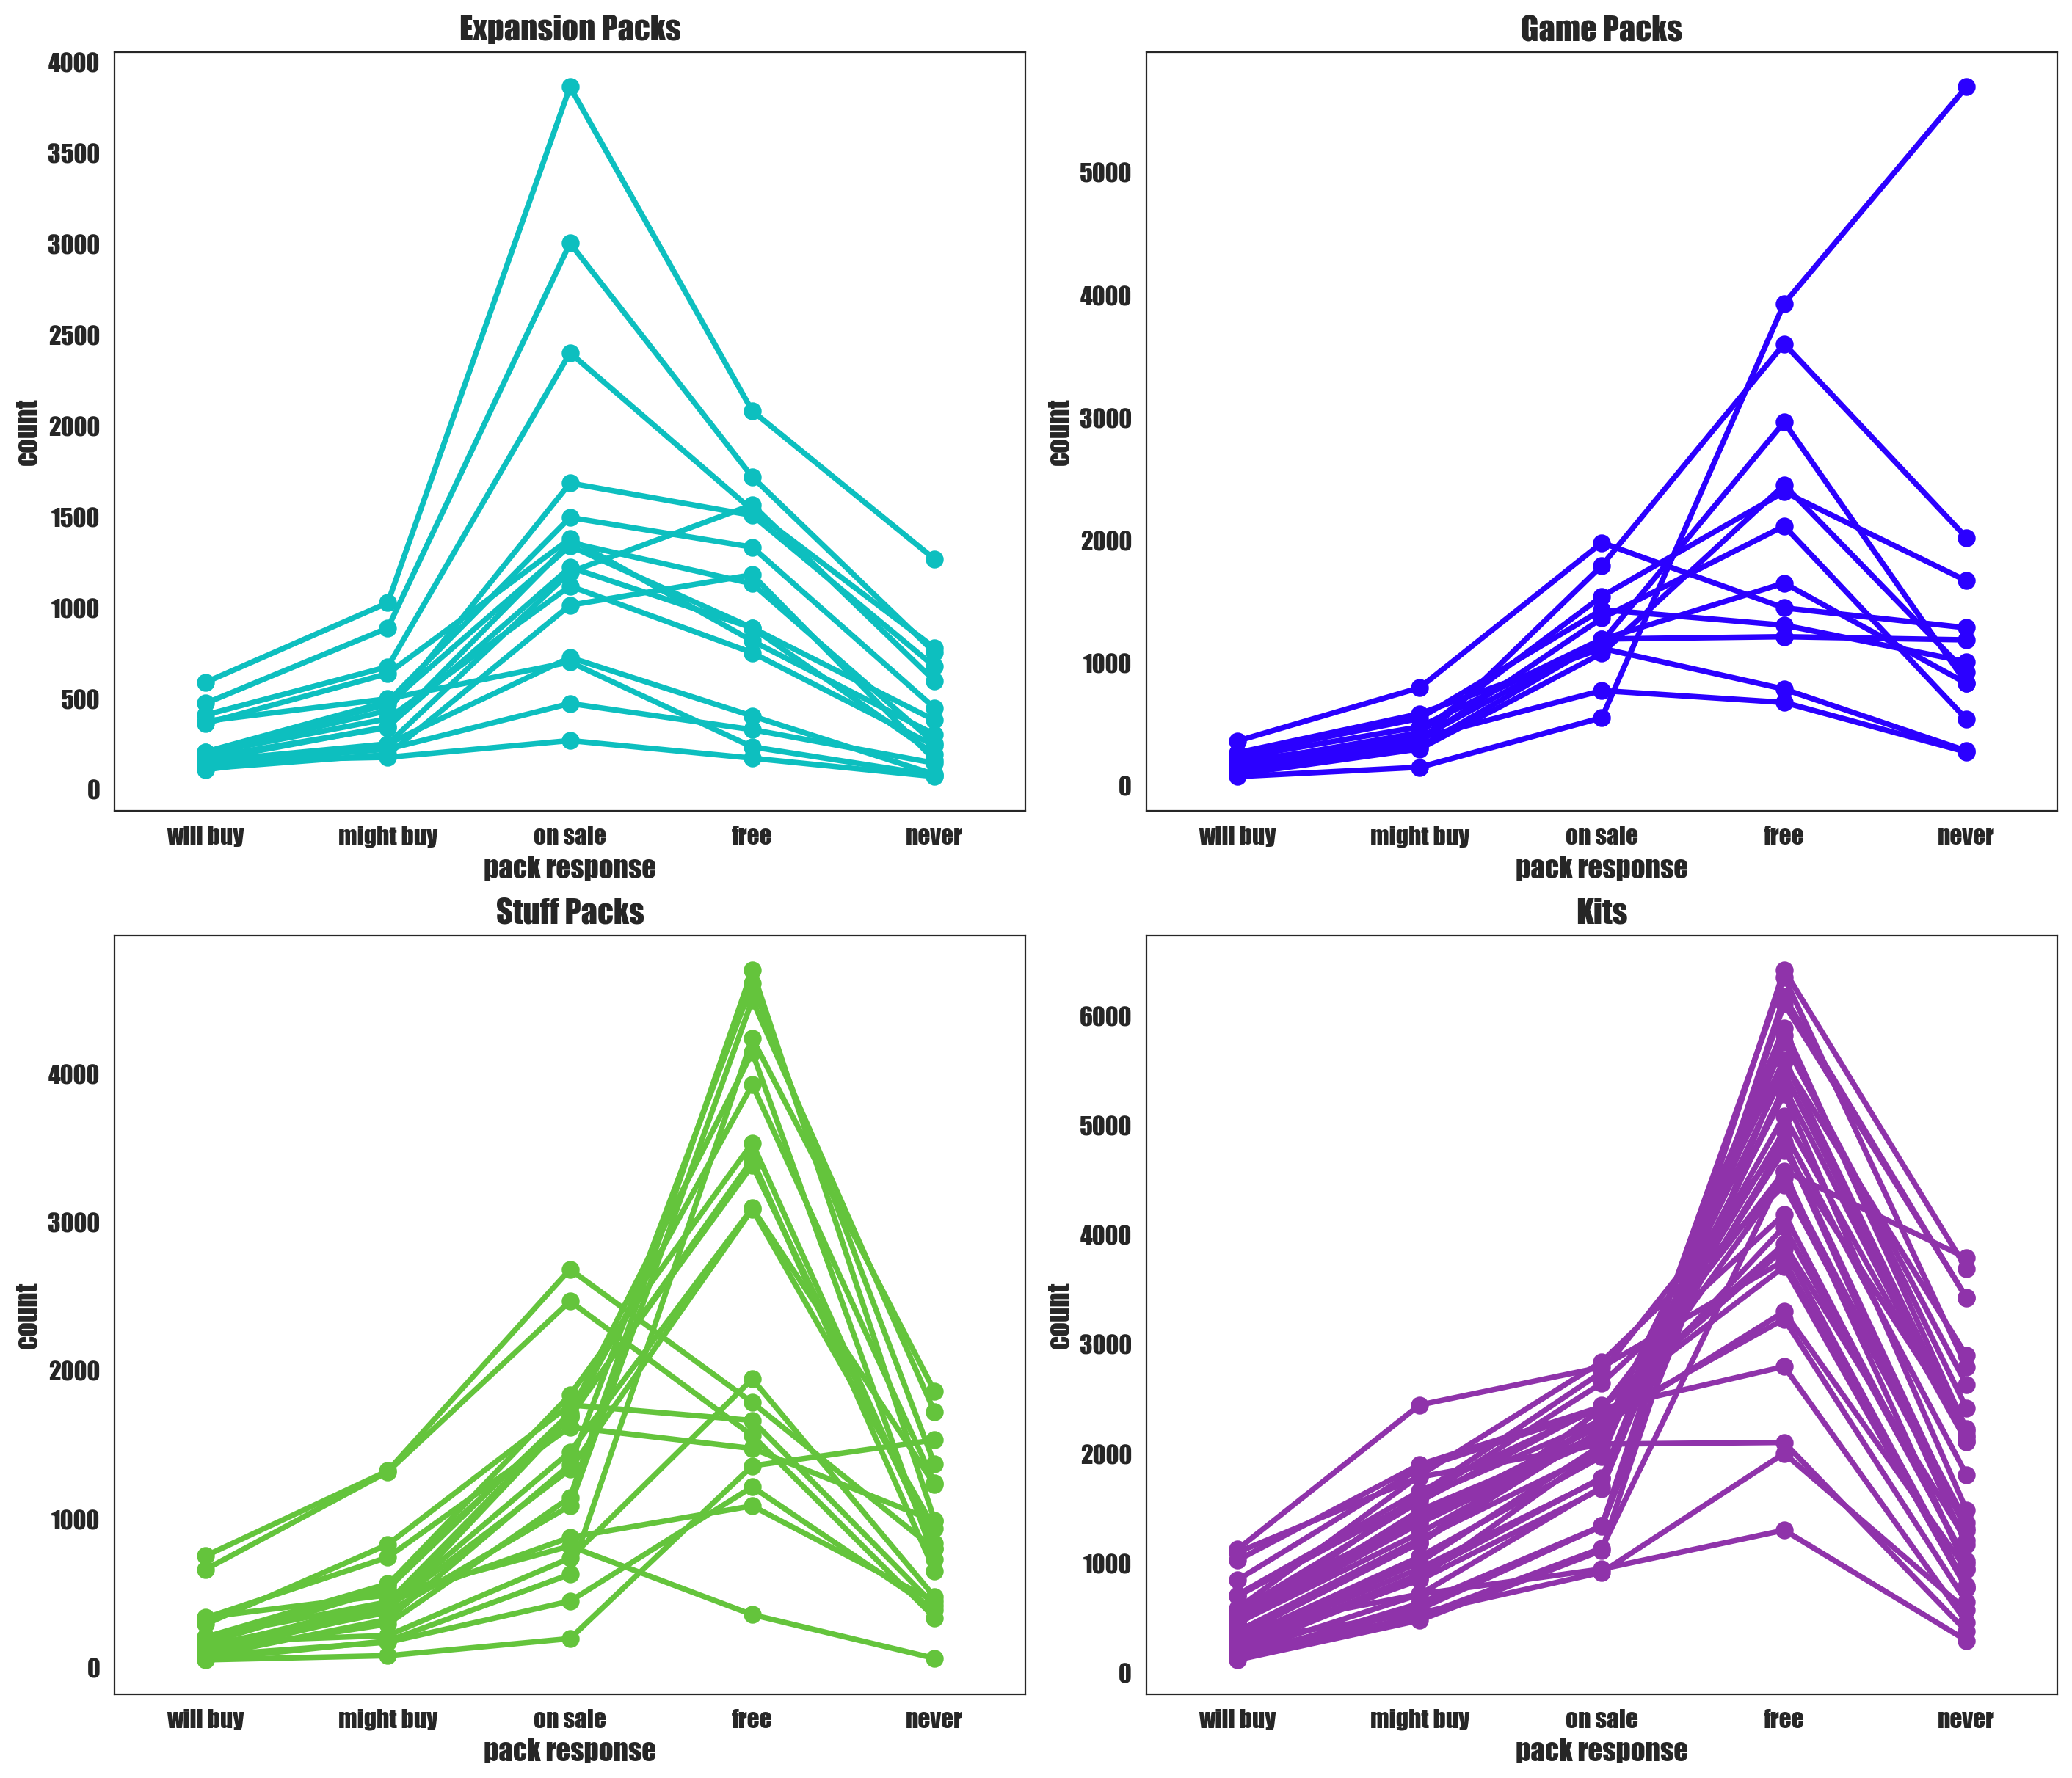 Expansion Packs
4000
3500
3000
2500
2000
1500
1000
500
0
count
will buy might buy on sale free never
pack response
Game Packs
5000
4000
3000
2000
1000
0
count
will buy might buy on sale free never
pack response
Stuff Packs
4000
3000
2000
1000
0
count
will buy might buy on sale free never
pack response
Kits
6000
5000
4000
3000
2000
1000
0
count
will buy might buy on sale free never
pack response